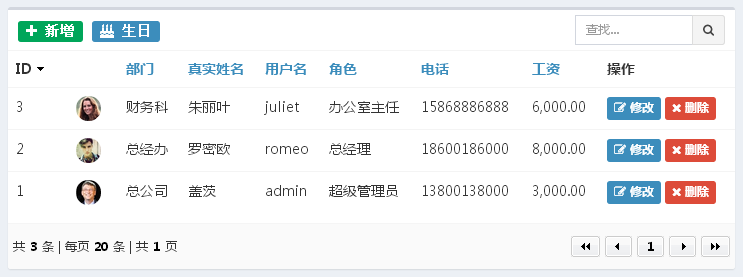 新增 生日 查找...
ID 部门 真实姓名 用户名 角色 电话 工资 操作
3 财务科 朱丽叶 juliet 办公室主任 15868886888 6,000.00 修改 删除
2 总经办 罗密欧 romeo 总经理 18600186000 8,000.00 修改 删除
1 总公司 盖茨 admin 超级管理员 13800138000 3,000.00 修改 删除
共 3 条 | 每页 20 条 | 共 1 页 1